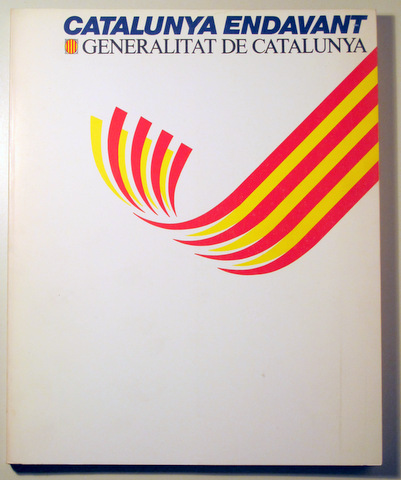 CATALUNYA ENDAVANT
GENERALITAT DE CATALUNYA